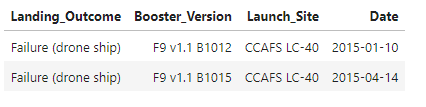 Landing_Outcome Booster_Version Launch_Site Date
Failure (drone ship) F9 v1.1 B1012 CCAFS LC-40 2015-01-10
Failure (drone ship) F9 v1.1 B1015 CCAFS LC-40 2015-04-14